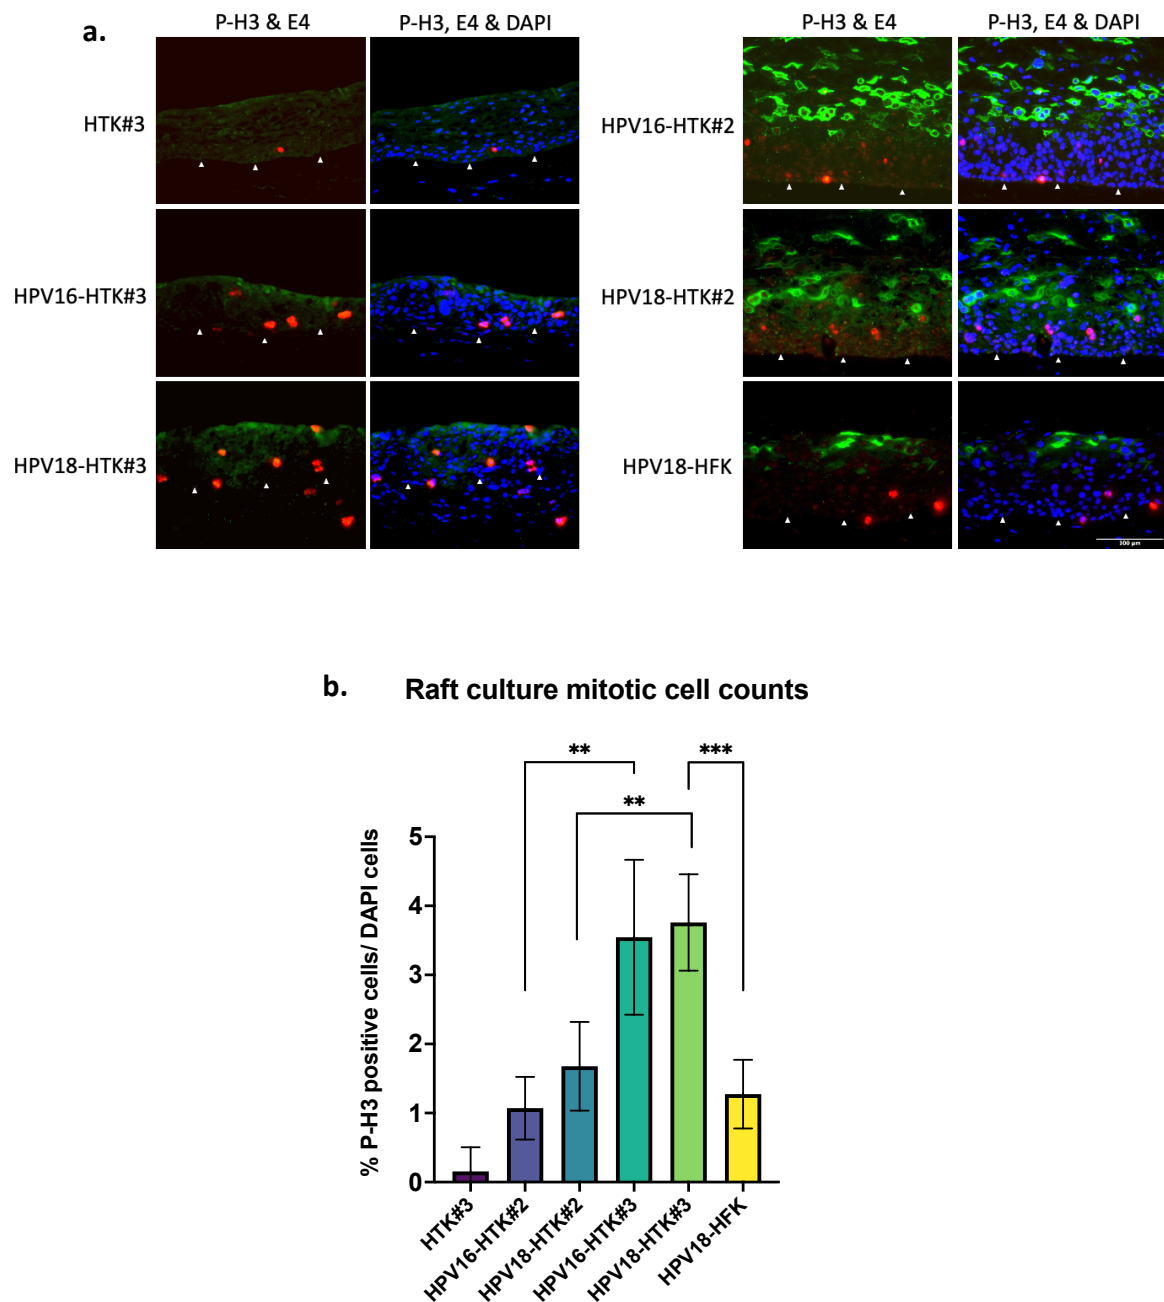 a.
P-H3 & E4
P-H3, E4 & DAPI
P-H3 & E4
P-H3, E4 & DAPI
HTK#3
HPV16-HTK#2
HPV16-HTK#3
HPV18-HTK#2
HPV18-HTK#3
HPV18-HFK
100 µm
b.
Raft culture mitotic cell counts
**
***
**
% P-H3 positive cells/ DAPI cells
5
4
3
2
1
0
HTK#3
HPV16-HTK#2
HPV18-HTK#2
HPV16-HTK#3
HPV18-HTK#3
HPV18-HFK